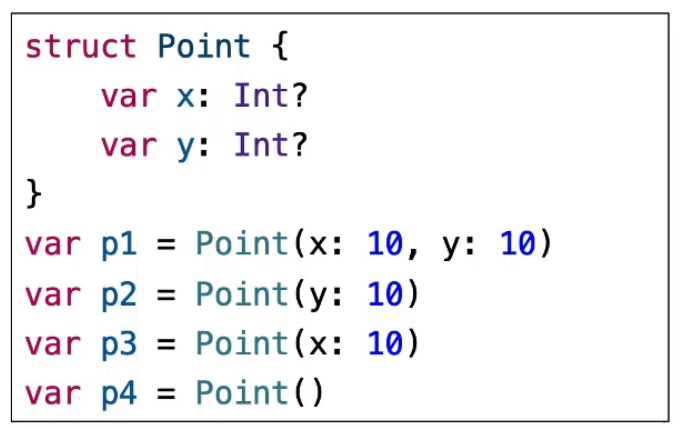 struct Point {
    var x: Int?
    var y: Int?
}
var p1 = Point(x: 10, y: 10)
var p2 = Point(y: 10)
var p3 = Point(x: 10)
var p4 = Point()